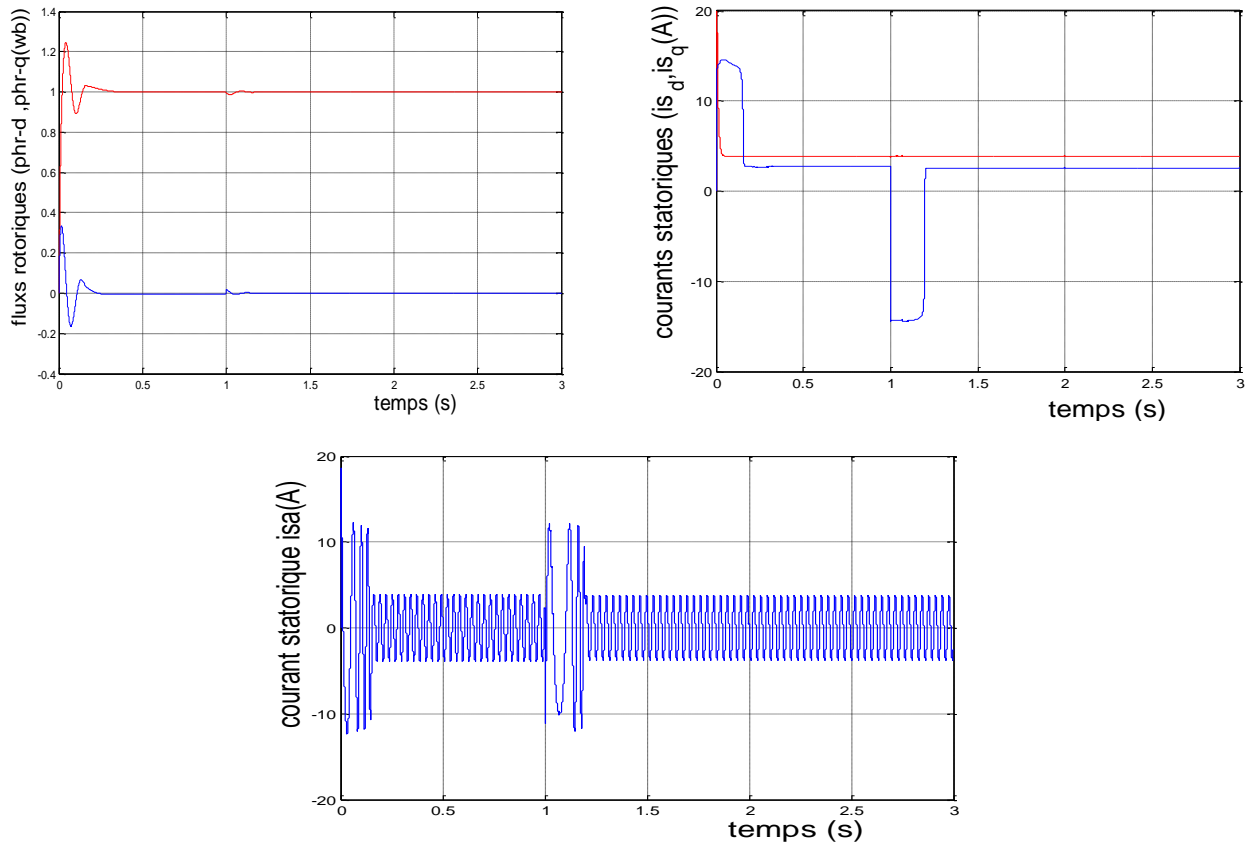 fluxs rotoriques (phr-d ,phr-q(wb))
1.4
1.2
1
0.8
0.6
0.4
0.2
0
-0.2
-0.4
0 0.5 1 1.5 2 2.5 3
temps (s)
courants statoriques (is_d,is_q(A))
20
10
0
-10
-20
0 0.5 1 1.5 2 2.5 3
temps (s)
courant statorique isa(A)
20
10
0
-10
-20
0 0.5 1 1.5 2 2.5 3
temps (s)